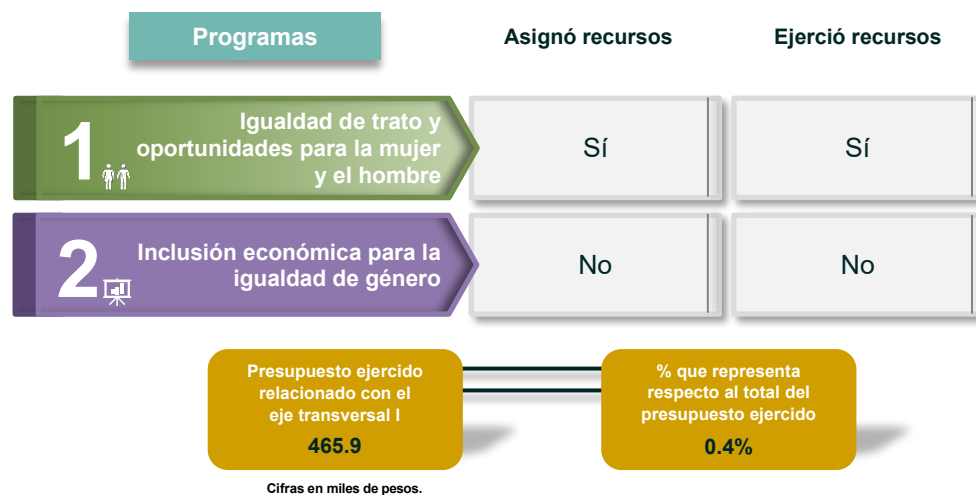 Programas
Asignó recursos
Ejerció recursos
1
Igualdad de trato y
oportunidades para la mujer
y el hombre
Sí
Sí
2
Inclusión económica para la
igualdad de género
No
No
Presupuesto ejercido
relacionado con el
eje transversal I
465.9
% que representa
respecto al total del
presupuesto ejercido
0.4%
Cifras en miles de pesos.